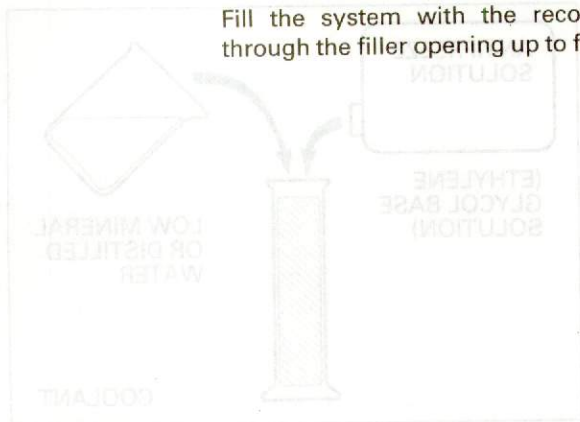 Fill the system with the reco
through the filler opening up to f
SOLUTION
(ETHYLENE
GLYCOL BASE
SOLUTION)
LOW MINERAL
OR DISTILLED
WATER
COOLANT